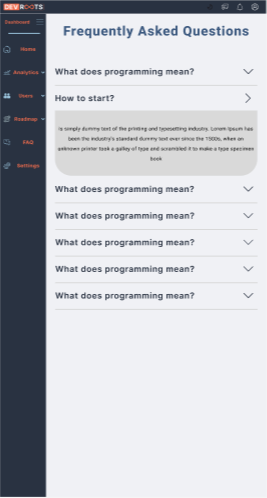 DEV ROOTS
Dashboard
Home
Analytics
Users
Roadmap
FAQ
Settings
Frequently Asked Questions
What does programming mean?
How to start?
is simply dummy text of the printing and typesetting industry. Lorem Ipsum has
been the industry's standard dummy text ever since the 1500s, when an
unknown printer took a galley of type and scrambled it to make a type specimen
book
What does programming mean?
What does programming mean?
What does programming mean?
What does programming mean?
What does programming mean?